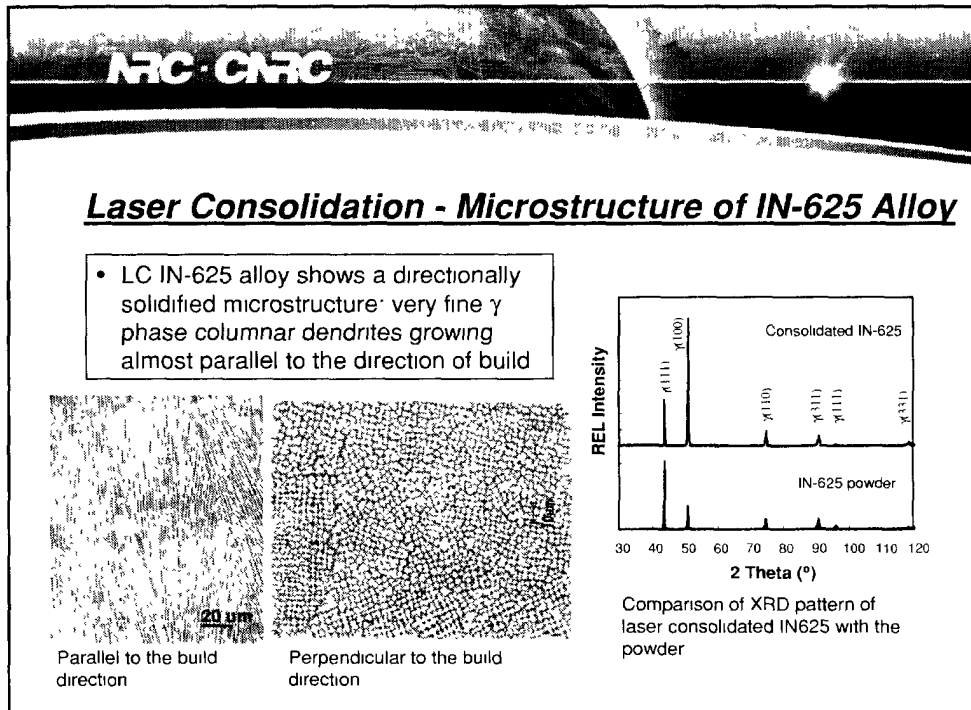 NRC·CNRC
Laser Consolidation - Microstructure of IN-625 Alloy
• LC IN-625 alloy shows a directionally
solidified microstructure· very fine γ
phase columnar dendrites growing
almost parallel to the direction of build
20 um
Parallel to the build
direction
Perpendicular to the build
direction
REL Intensity
Consolidated IN-625
γ(111)
γ(100)
γ(110)
γ(311)
γ(111)
γ(331)
IN-625 powder
30 40 50 60 70 80 90 100 110 120
2 Theta (º)
Comparison of XRD pattern of
laser consolidated IN625 with the
powder